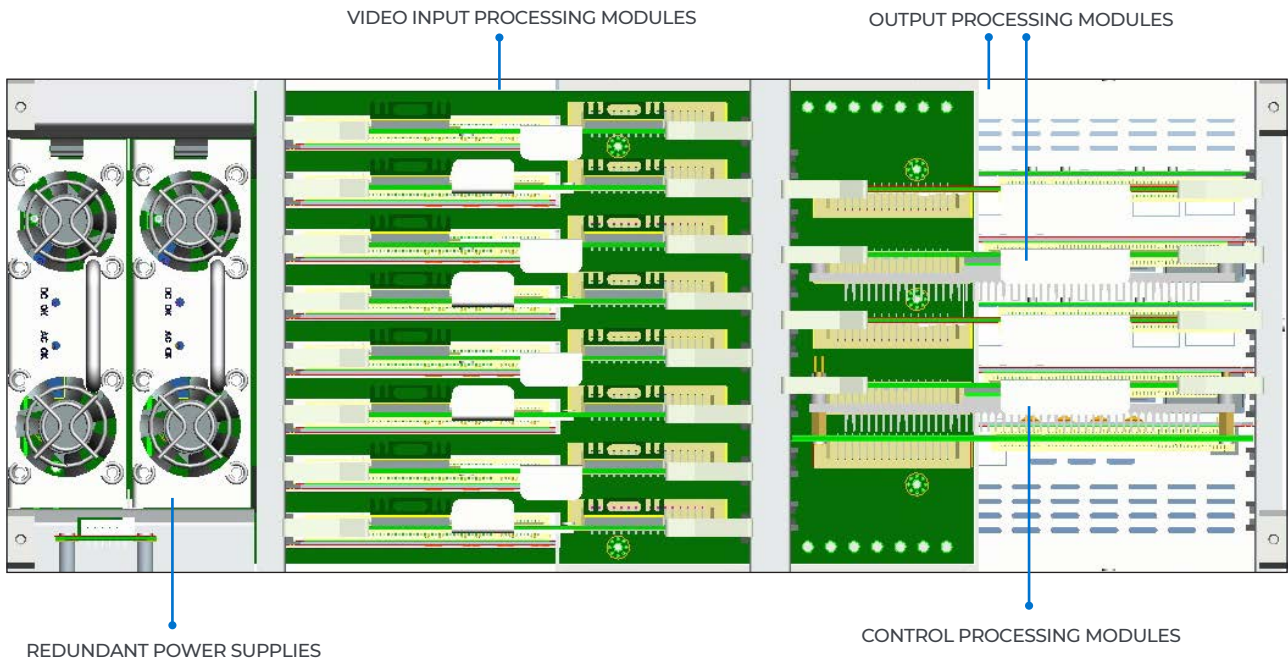 VIDEO INPUT PROCESSING MODULES
OUTPUT PROCESSING MODULES
DC OK
AC OK
DC OK
AC OK
REDUNDANT POWER SUPPLIES
CONTROL PROCESSING MODULES